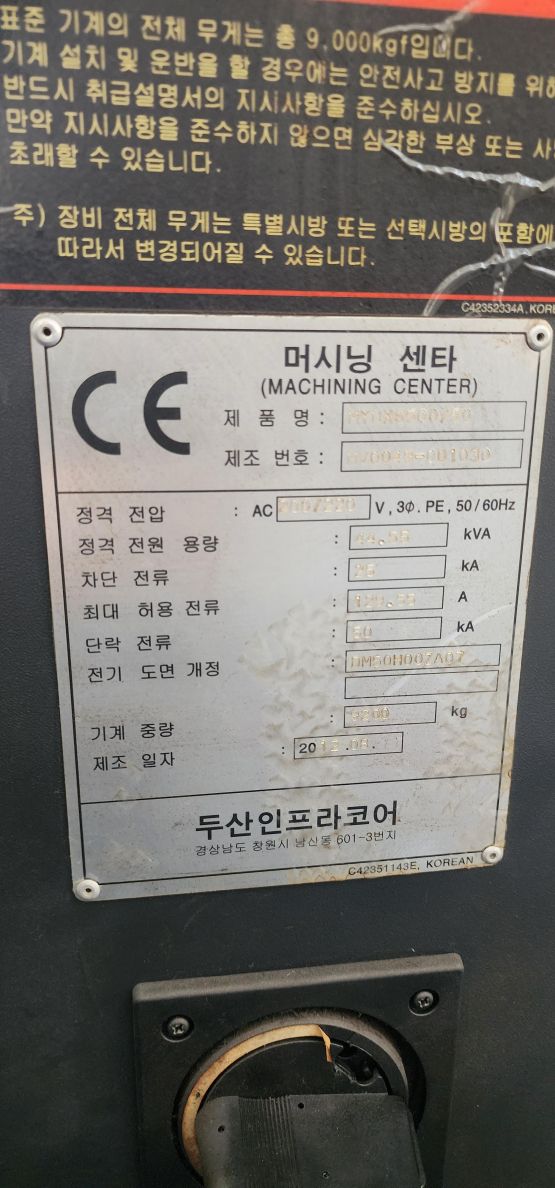 표준 기계의 전체 무게는 총 9,000kgf입니다.
기계 설치 및 운반을 할 경우에는 안전사고 방지를 위해
반드시 취급설명서의 지시사항을 준수하십시오.
만약 지시사항을 준수하지 않으면 심각한 부상 또는
초래할 수 있습니다.
주) 장비 전체 무게는 특별시방 또는 선택시방의 포함에
따라서 변경되어질 수 있습니다.
C42352334A,
CE
머시닝 센타
(MACHINING CENTER)
제 품 명 :
제조 번호 :
정격 전압 : AC 200/220 V, 3Φ. PE, 50/60Hz
정격 전원 용량 : 44.55 kVA
차단 전류 : 25 kA
최대 허용 전류 : A
단락 전류 : kA
전기 도면 개정 : DM50H007A07
기계 중량 : kg
제조 일자 : 2012.08.
두산인프라코어
경상남도 창원시 남산동 601-3번지
C42351143E, KOREAN